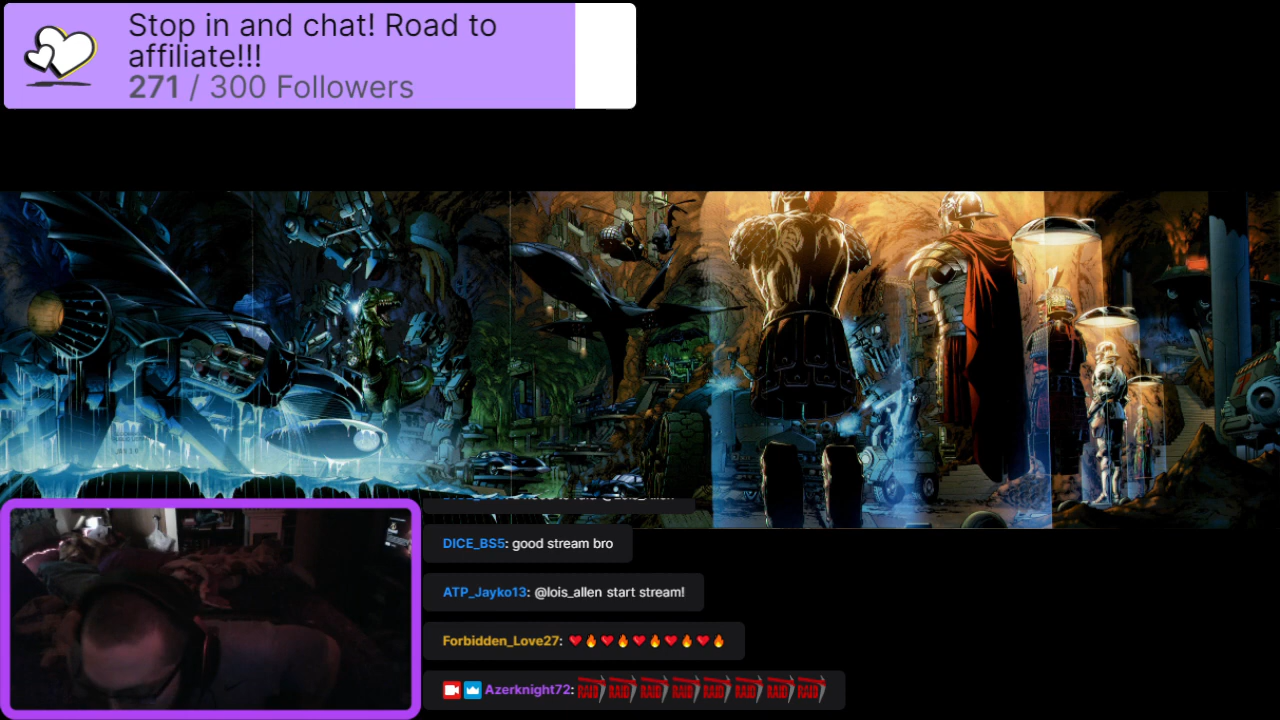 Stop in and chat! Road to
affiliate!!!
271 / 300 Followers
DICE_BS5: good stream bro
ATP_Jayko13: @lois_allen start stream!
Forbidden_Love27: ❤🔥❤🔥❤🔥❤🔥❤🔥
Azerknight72: RAID RAID RAID RAID RAID RAID RAID RAID